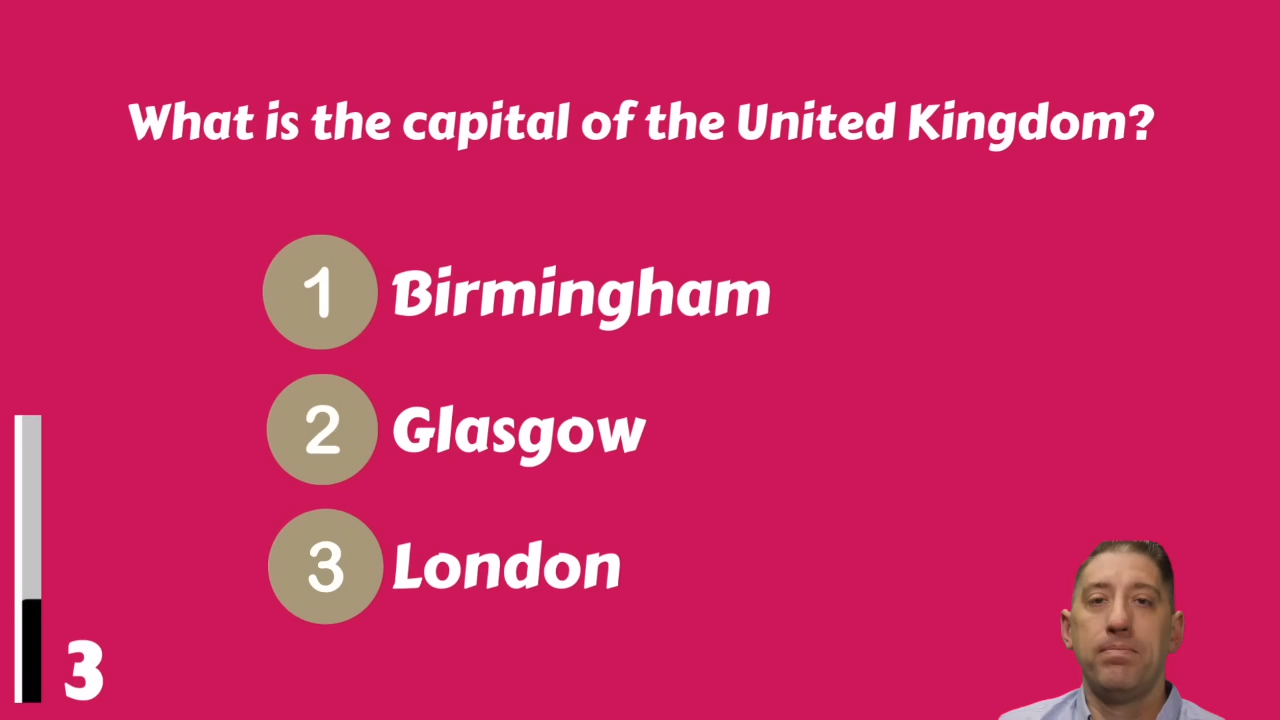 What is the capital of the United Kingdom?
1 Birmingham
2 Glasgow
3 London
3